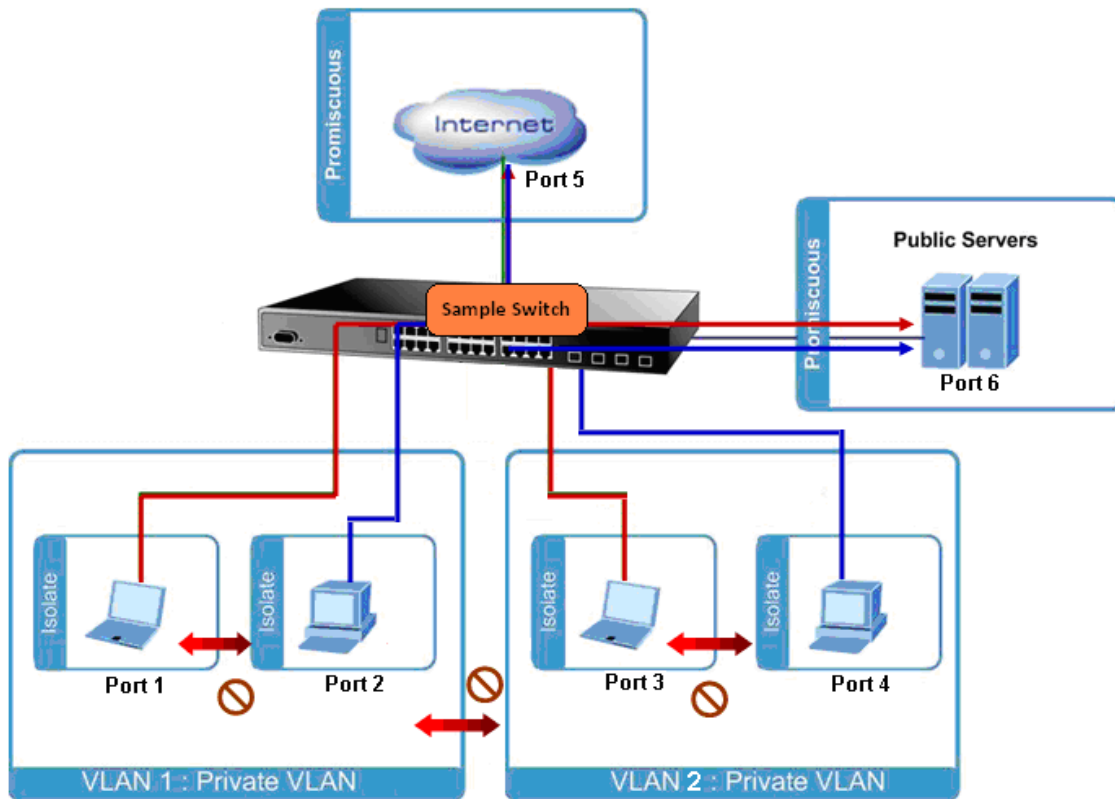 Promiscuous
Internet
Port 5
Promiscuous
Public Servers
Port 6
Sample Switch
Isolate
Port 1
Isolate
Port 2
Isolate
Port 3
Isolate
Port 4
VLAN 1 : Private VLAN
VLAN 2 : Private VLAN